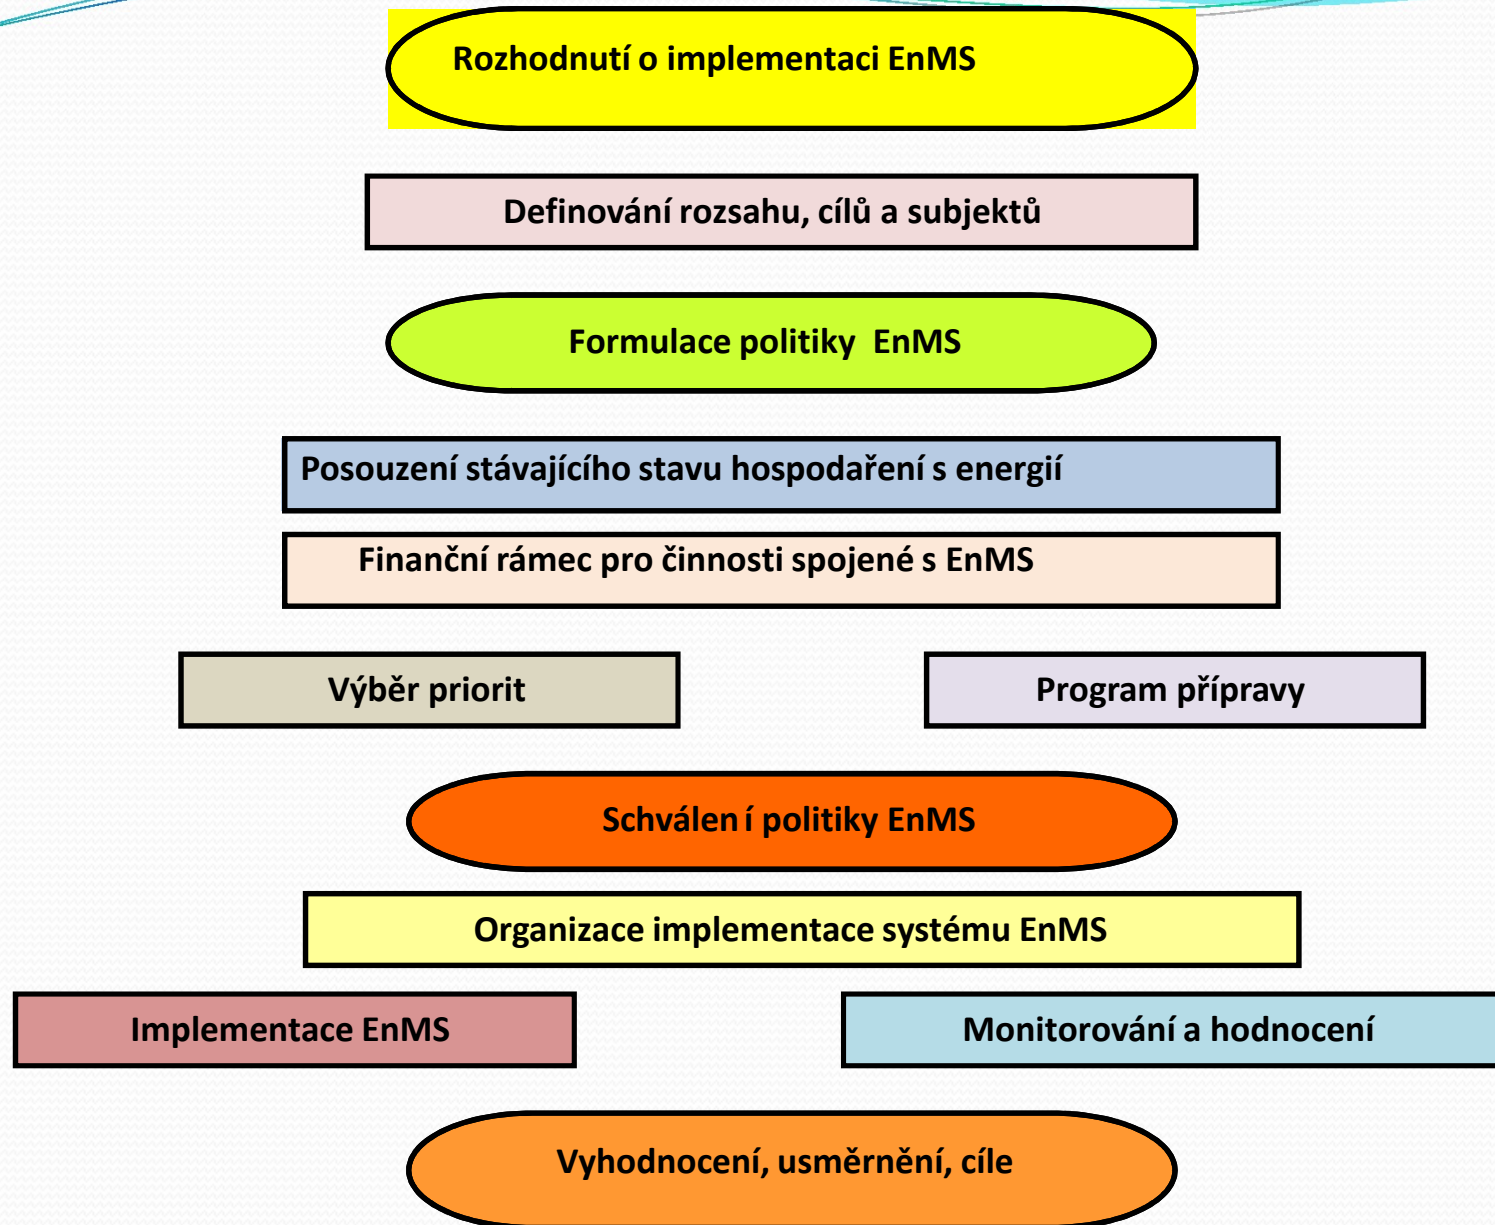 Rozhodnutí o implementaci EnMS
Definování rozsahu, cílů a subjektů
Formulace politiky EnMS
Posouzení stávajícího stavu hospodaření s energií
Finanční rámec pro činnosti spojené s EnMS
Výběr priorit
Program přípravy
Schválení politiky EnMS
Organizace implementace systému EnMS
Implementace EnMS
Monitorování a hodnocení
Vyhodnocení, usměrnění, cíle